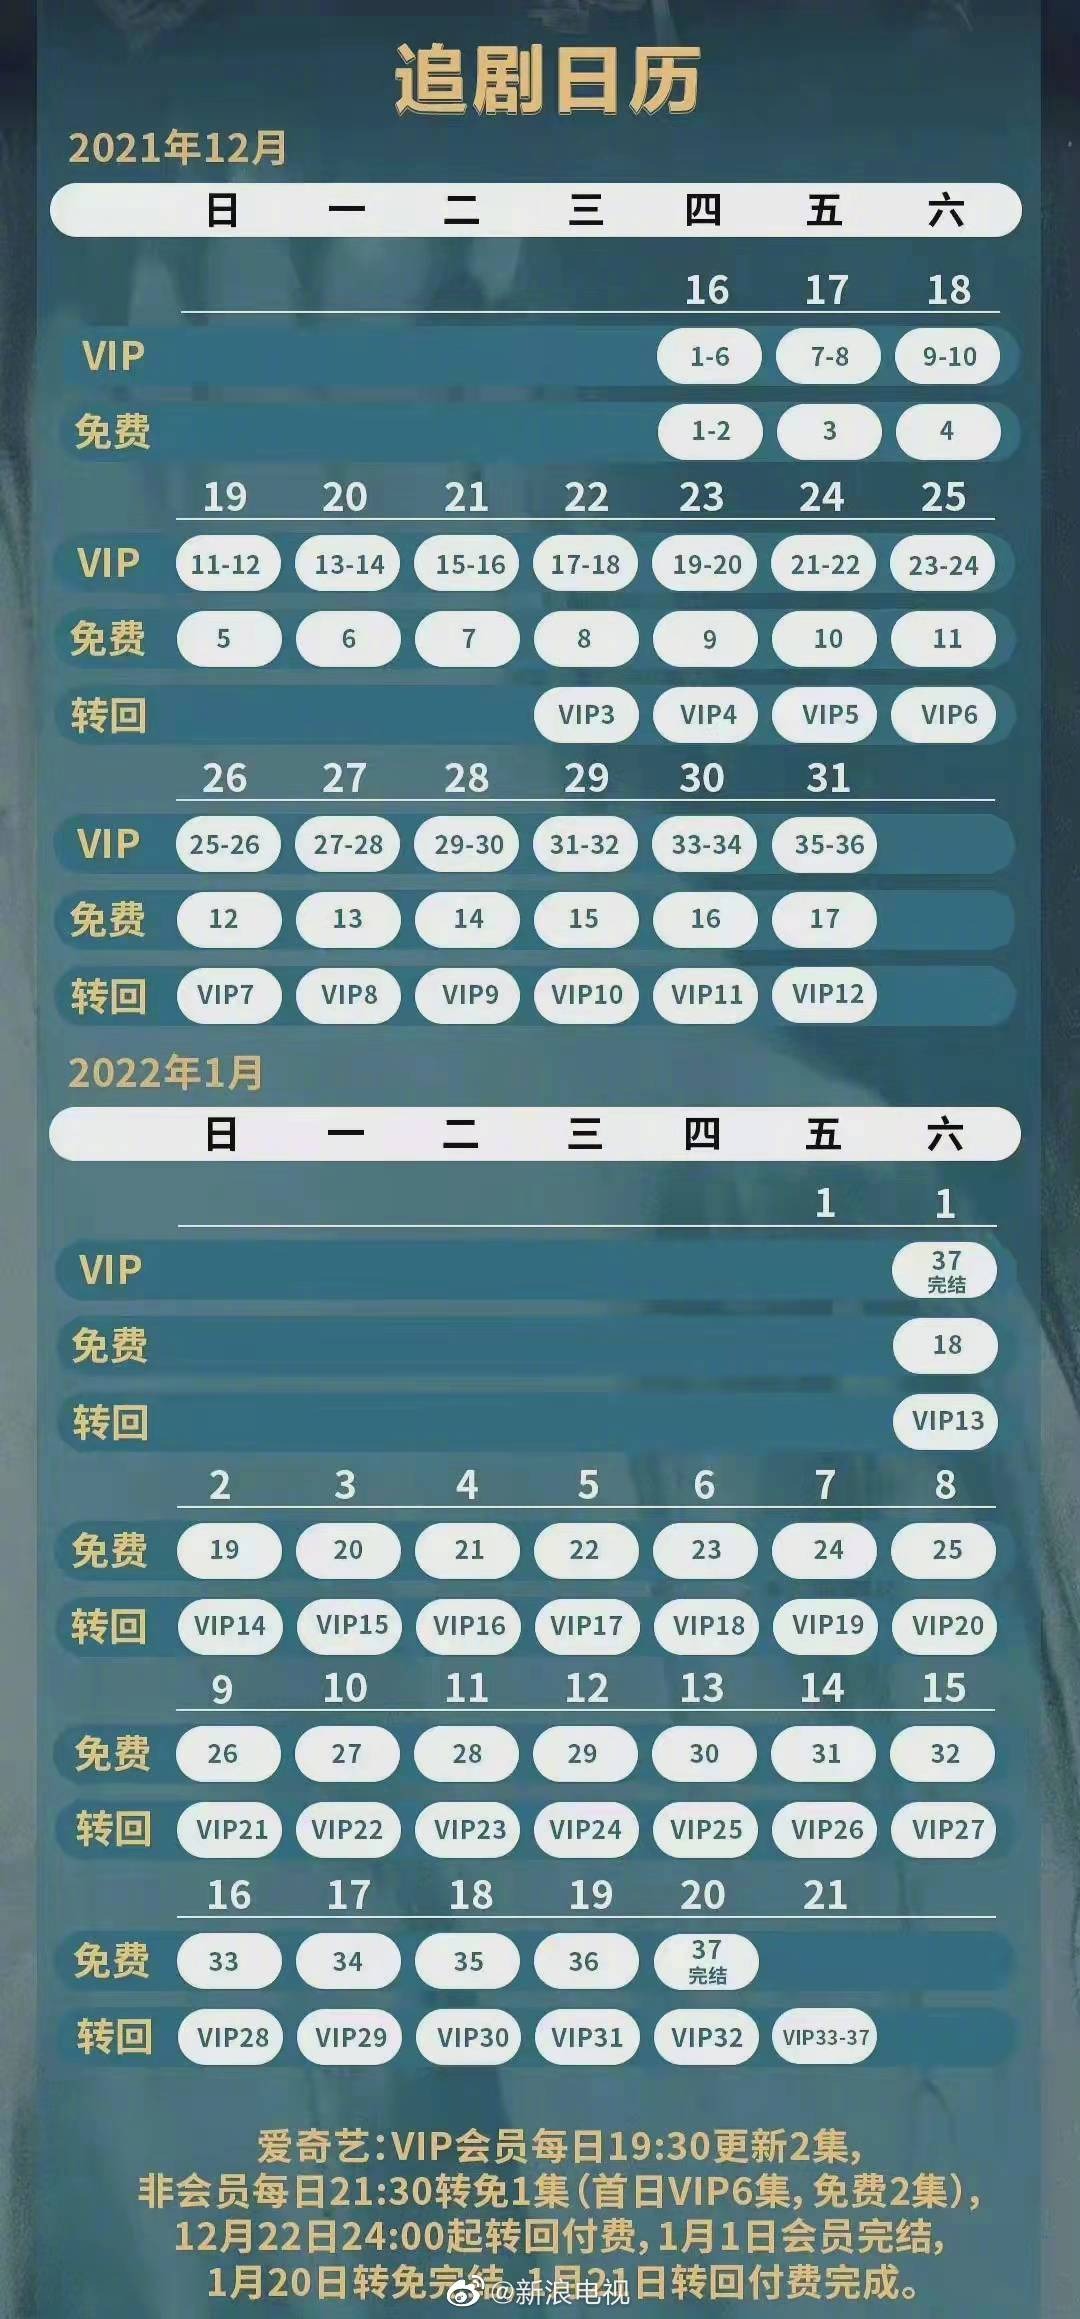 追剧日历
2021年12月
日 一 二 三 四 五 六
16 17 18
VIP 1-6 7-8 9-10
免费 1-2 3 4
19 20 21 22 23 24 25
VIP 11-12 13-14 15-16 17-18 19-20 21-22 23-24
免费 5 6 7 8 9 10 11
转回 VIP3 VIP4 VIP5 VIP6
26 27 28 29 30 31
VIP 25-26 27-28 29-30 31-32 33-34 35-36
免费 12 13 14 15 16 17
转回 VIP7 VIP8 VIP9 VIP10 VIP11 VIP12
2022年1月
日 一 二 三 四 五 六
1 1
VIP 37
完结
免费 18
转回 VIP13
2 3 4 5 6 7 8
免费 19 20 21 22 23 24 25
转回 VIP14 VIP15 VIP16 VIP17 VIP18 VIP19 VIP20
9 10 11 12 13 14 15
免费 26 27 28 29 30 31 32
转回 VIP21 VIP22 VIP23 VIP24 VIP25 VIP26 VIP27
16 17 18 19 20 21
免费 33 34 35 36 37
完结
转回 VIP28 VIP29 VIP30 VIP31 VIP32 VIP33-37
爱奇艺:VIP会员每日19:30更新2集,
非会员每日21:30转免1集(首日VIP6集,免费2集),
12月22日24:00起转回付费,1月1日会员完结,
1月20日转免完结,1月21日转回付费完成。
@新浪电视